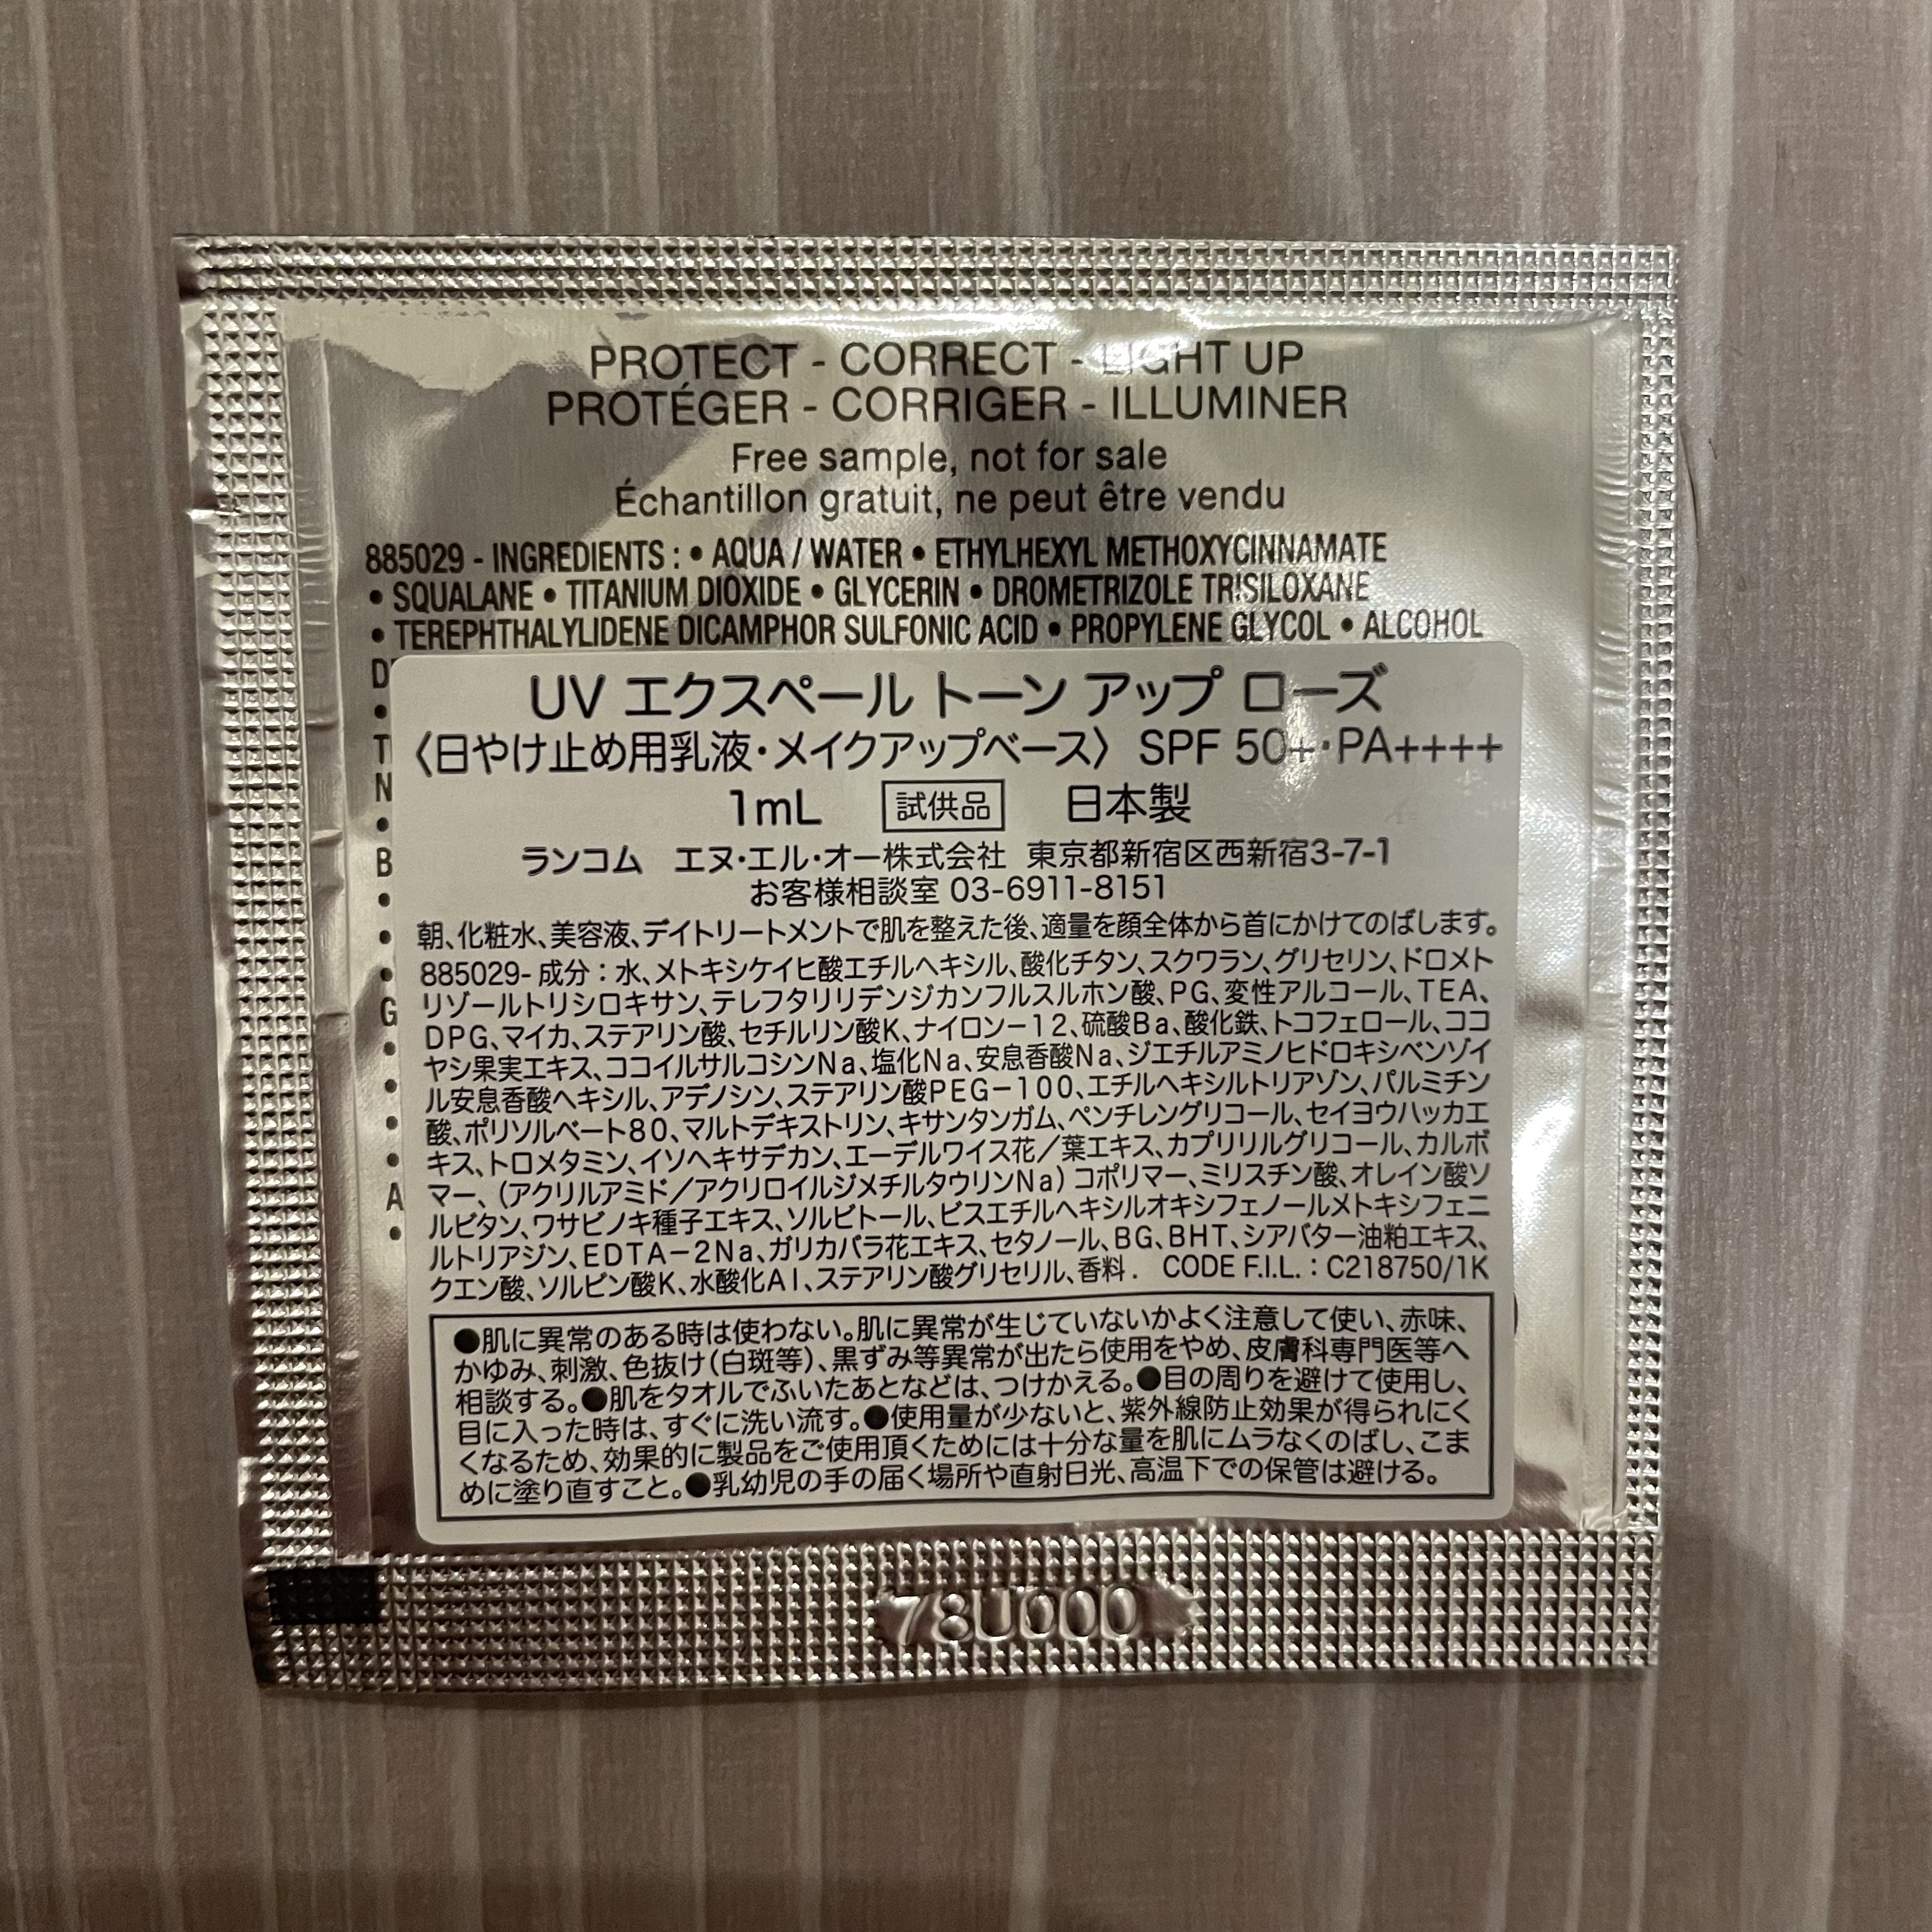 PROTECT - CORRECT - LIGHT UP
PROTÉGER - CORRIGER - ILLUMINER
Free sample, not for sale
Échantillon gratuit, ne peut être vendu
885029 - INGREDIENTS : • AQUA / WATER • ETHYLHEXYL METHOXYCINNAMATE
• SQUALANE • TITANIUM DIOXIDE • GLYCERIN • DROMETRIZOLE TRISILOXANE
• TEREPHTHALYLIDENE DICAMPHOR SULFONIC ACID • PROPYLENE GLYCOL • ALCOHOL
UV エクスペール トーン アップ ローズ
〈日やけ止め用乳液・メイクアップベース〉 SPF 50+・PA++++
1mL 試供品 日本製
ランコム エヌ・エル・オー株式会社 東京都新宿区西新宿3-7-1
お客様相談室 03-6911-8151
朝、化粧水、美容液、デイトリートメントで肌を整えた後、適量を顔全体から首にかけてのばします。
885029- 成分：水、メトキシケイヒ酸エチルヘキシル、酸化チタン、スクワラン、グリセリン、ドロメト
リゾールトリシロキサン、テレフタリリデンジカンフルスルホン酸、PG、変性アルコール、TEA、
DPG、マイカ、ステアリン酸、セチルリン酸K、ナイロン－12、硫酸Ba、酸化鉄、トコフェロール、ココ
ヤシ果実エキス、ココイルサルコシンNa、塩化Na、安息香酸Na、ジエチルアミノヒドロキシベンゾイ
ル安息香酸ヘキシル、アデノシン、ステアリン酸PEG－100、エチルヘキシルトリアゾン、パルミチン
酸、ポリソルベート80、マルトデキストリン、キサンタンガム、ペンチレングリコール、セイヨウハッカエ
キス、トロメタミン、イソヘキサデカン、エーデルワイス花／葉エキス、カプリリルグリコール、カルボ
マー、（アクリルアミド／アクリロイルジメチルタウリンNa）コポリマー、ミリスチン酸、オレイン酸ソ
ルビタン、ワサビノキ種子エキス、ソルビトール、ビスエチルヘキシルオキシフェノールメトキシフェニ
ルトリアジン、EDTA－2Na、ガリカバラ花エキス、セタノール、BG、BHT、シアバター油粕エキス、
クエン酸、ソルビン酸K、水酸化Al、ステアリン酸グリセリル、香料． CODE F.I.L.：C218750/1K
●肌に異常のある時は使わない。肌に異常が生じていないかよく注意して使い、赤味、
かゆみ、刺激、色抜け（白斑等）、黒ずみ等異常が出たら使用をやめ、皮膚科専門医等へ
相談する。●肌をタオルでふいたあとなどは、つけかえる。●目の周りを避けて使用し、
目に入った時は、すぐに洗い流す。●使用量が少ないと、紫外線防止効果が得られにく
くなるため、効果的に製品をご使用頂くためには十分な量を肌にムラなくのばし、こま
めに塗り直すこと。●乳幼児の手の届く場所や直射日光、高温下での保管は避ける。
78U000